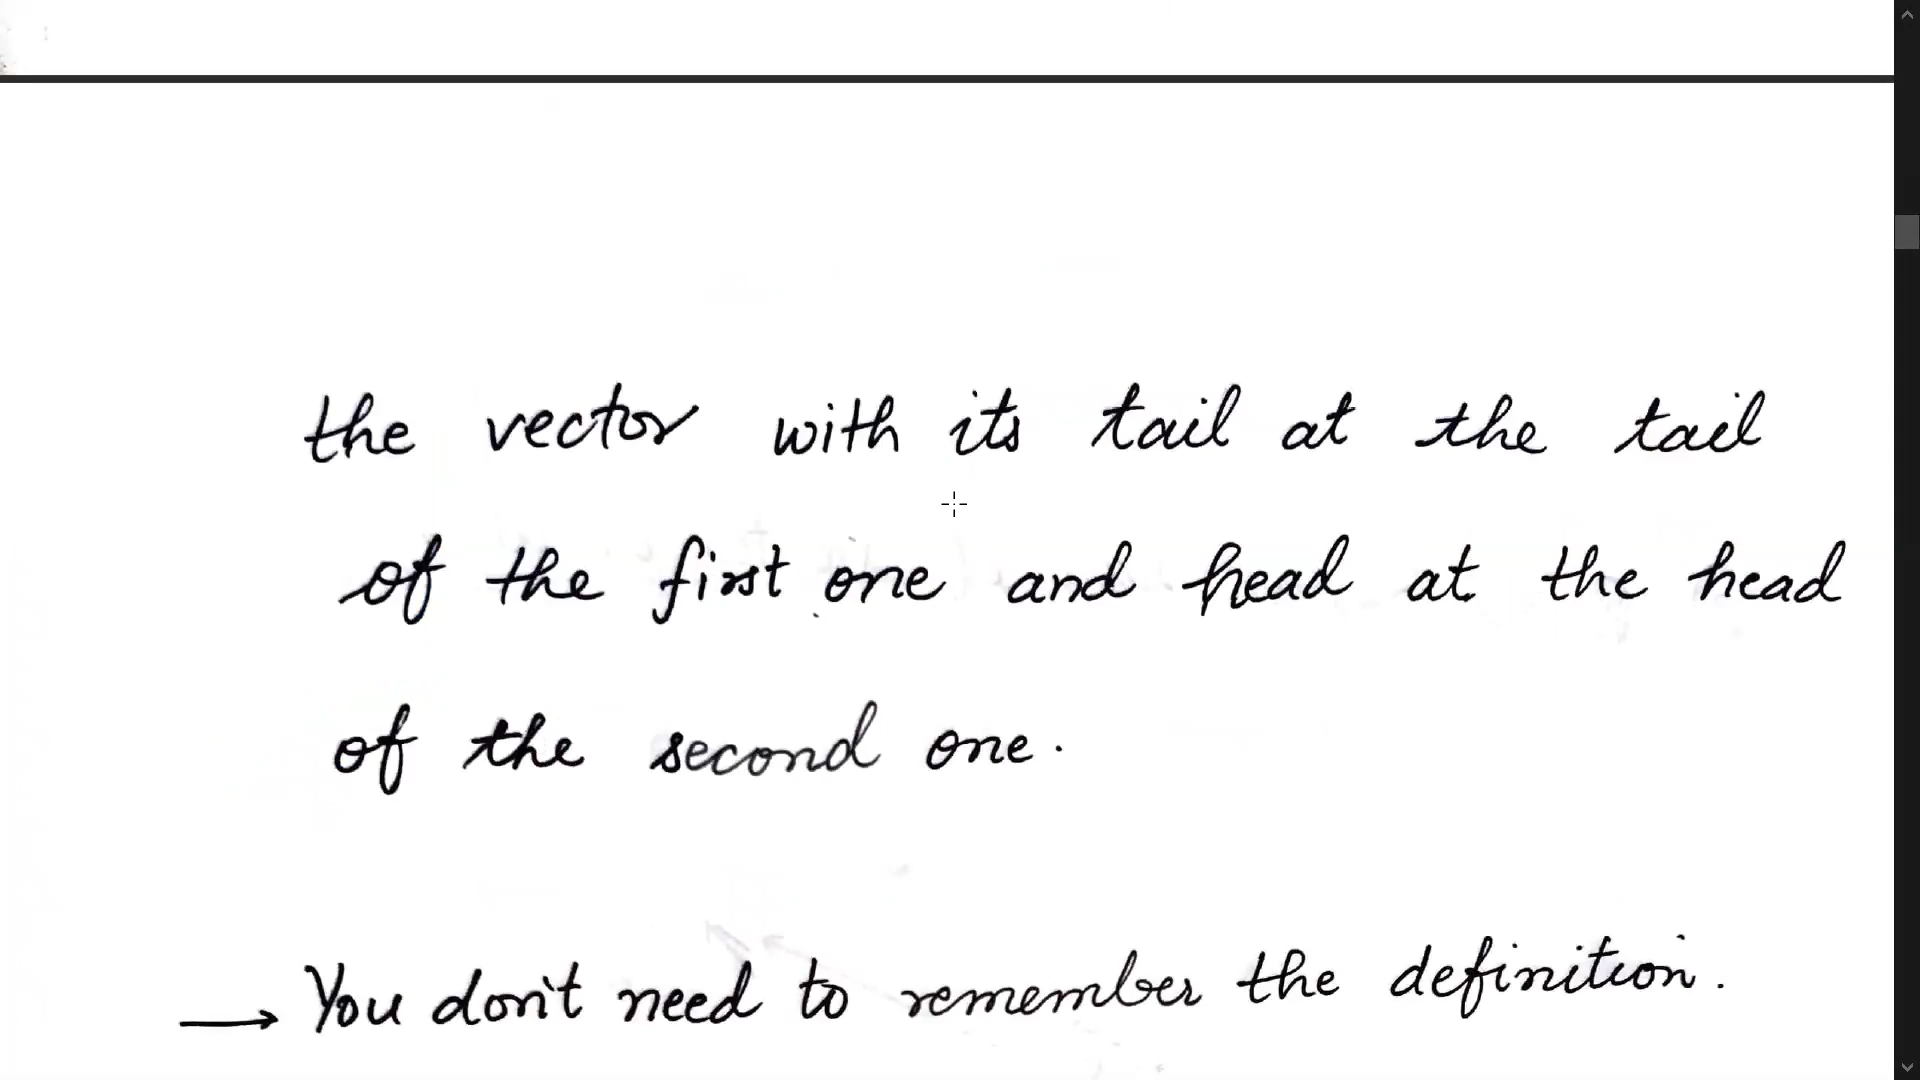 the vector with its tail at the tail
of the first one and head at the head
of the second one.
→ You don't need to remember the definition.